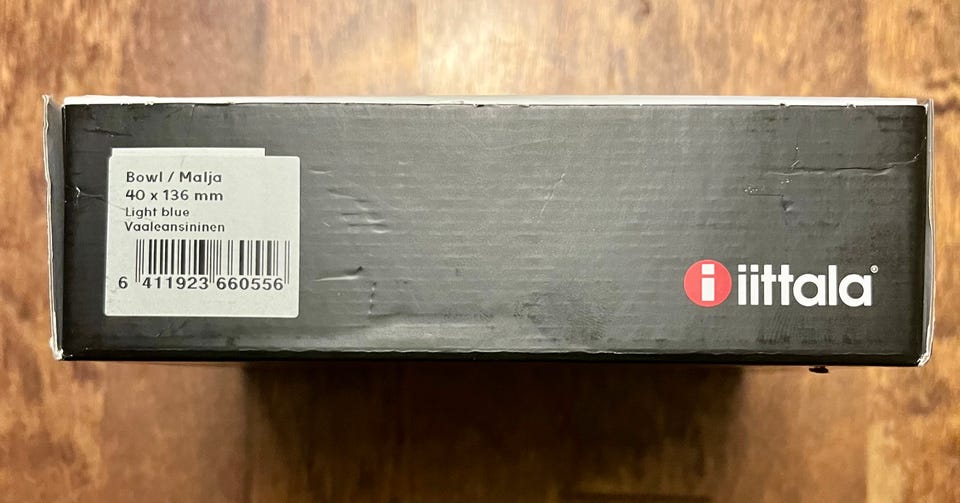 Bowl / Malja
40 x 136 mm
Light blue
Vaaleansininen
6 411923 660556
i iittala®